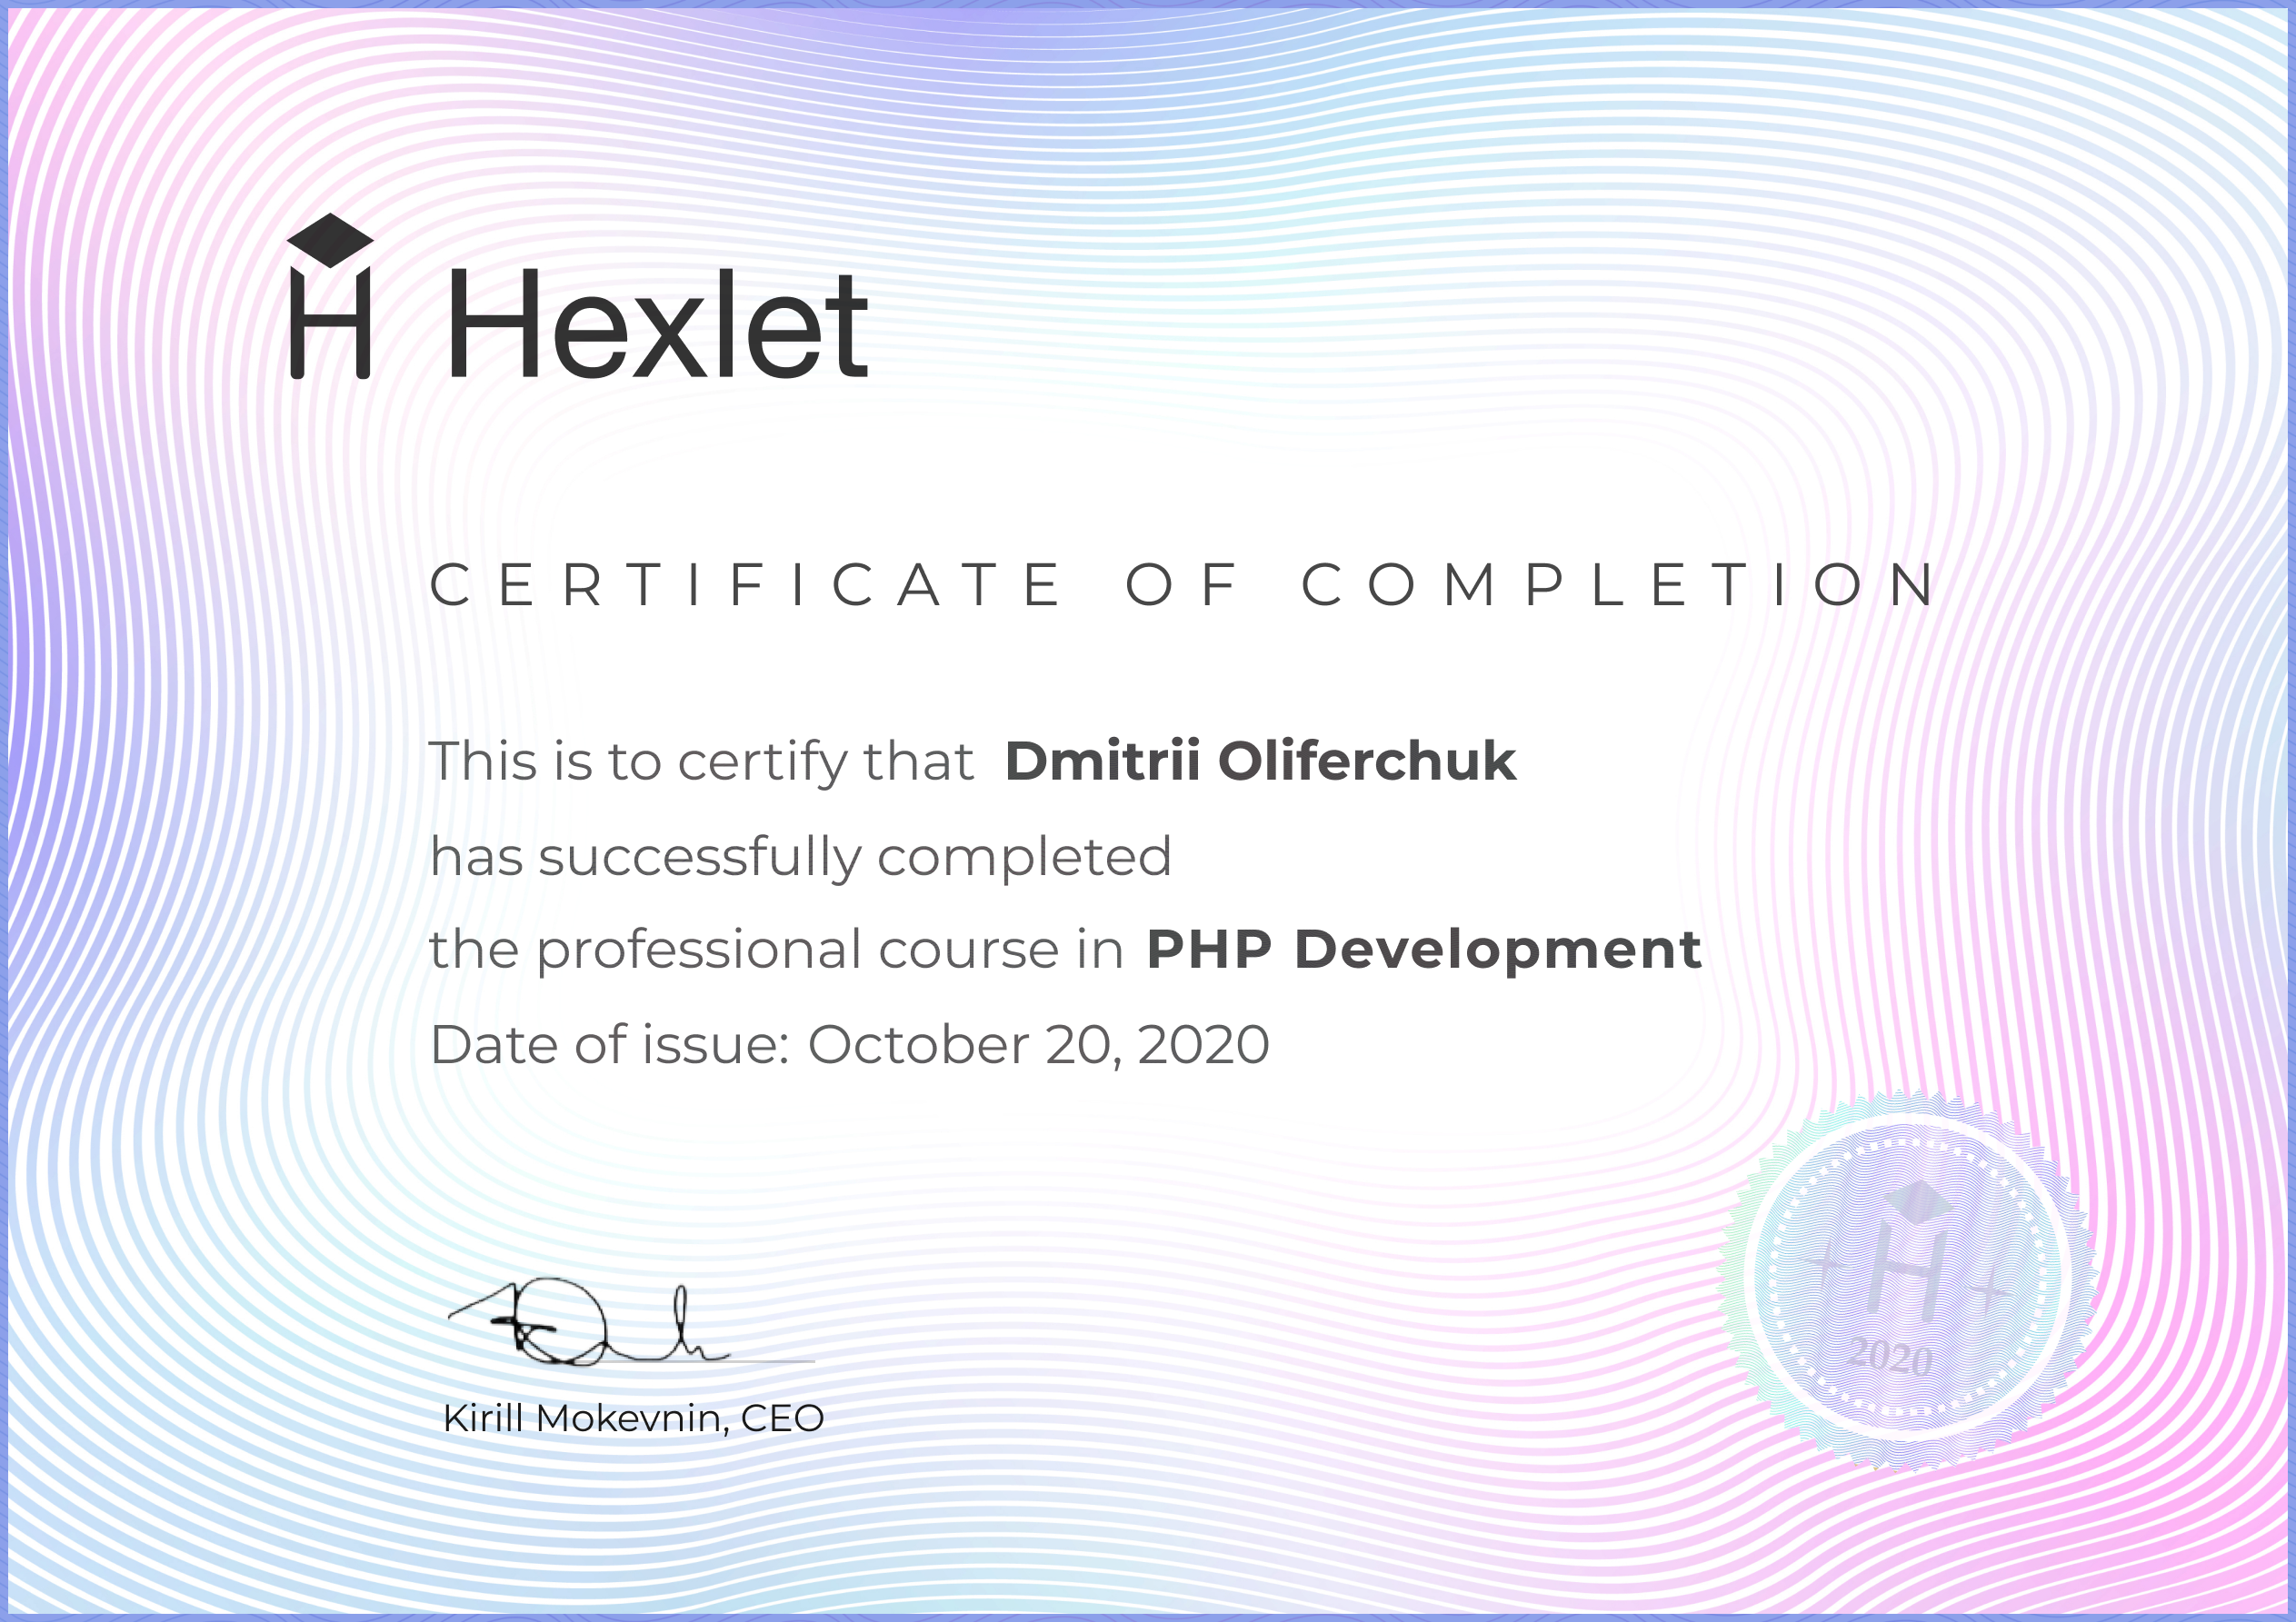 Hexlet
CERTIFICATE OF COMPLETION
This is to certify that Dmitrii Oliferchuk
has successfully completed
the professional course in PHP Development
Date of issue: October 20, 2020
Kirill Mokevnin, CEO
H
2020